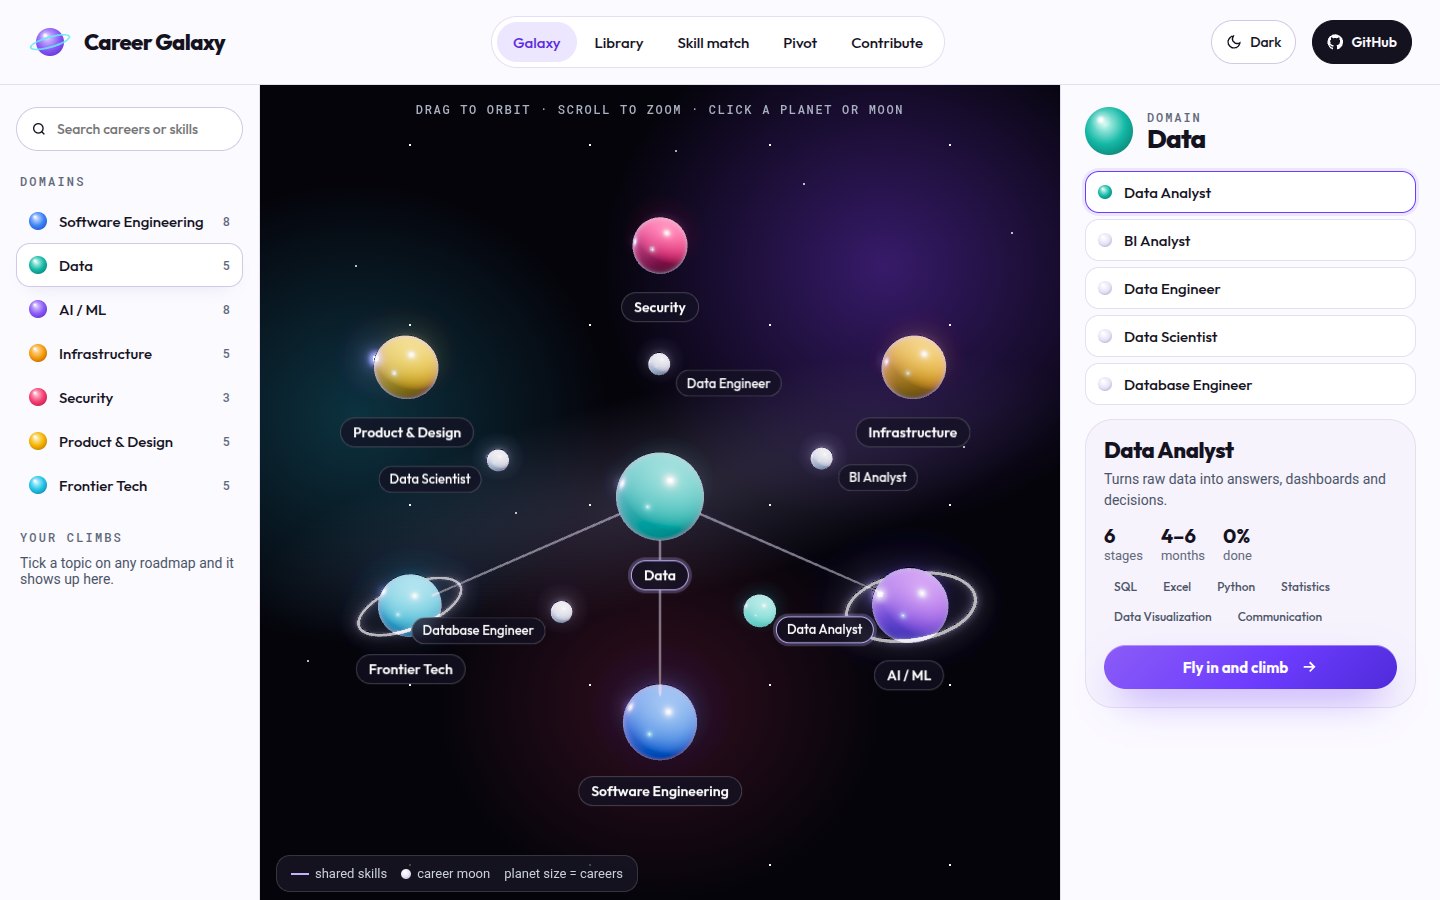 Career Galaxy
Galaxy
Library
Skill match
Pivot
Contribute
Dark
GitHub
Search careers or skills
DOMAINS
Software Engineering 8
Data 5
AI / ML 8
Infrastructure 5
Security 3
Product & Design 5
Frontier Tech 5
YOUR CLIMBS
Tick a topic on any roadmap and it
shows up here.
DRAG TO ORBIT · SCROLL TO ZOOM · CLICK A PLANET OR MOON
Security
Data Engineer
Product & Design
Infrastructure
Data Scientist
BI Analyst
Data
Database Engineer
Data Analyst
Frontier Tech
AI / ML
Software Engineering
shared skills
career moon
planet size = careers
DOMAIN
Data
Data Analyst
BI Analyst
Data Engineer
Data Scientist
Database Engineer
Data Analyst
Turns raw data into answers, dashboards and
decisions.
6 4–6 0%
stages months done
SQL Excel Python Statistics
Data Visualization Communication
Fly in and climb →